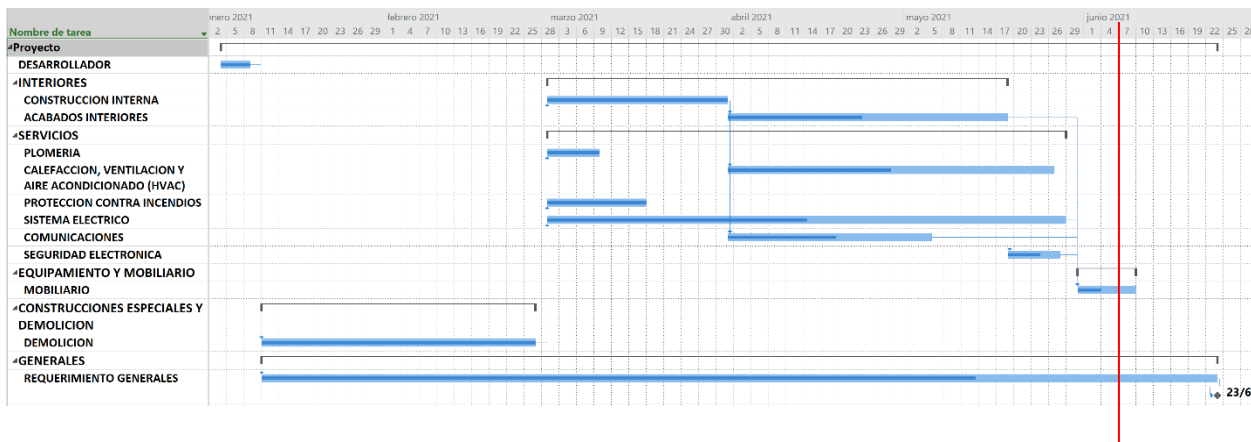 enero 2021 febrero 2021 marzo 2021 abril 2021 mayo 2021 junio 2021
Nombre de tarea 2 5 8 11 14 17 20 23 26 29 1 4 7 10 13 16 19 22 25 28 3 6 9 12 15 18 21 24 27 30 2 5 8 11 14 17 20 23 26 29 2 5 8 11 14 17 20 23 26 29 1 4 7 10 13 16 19 22 25 28
Proyecto
DESARROLLADOR
INTERIORES
CONSTRUCCION INTERNA
ACABADOS INTERIORES
SERVICIOS
PLOMERIA
CALEFACCION, VENTILACION Y
AIRE ACONDICIONADO (HVAC)
PROTECCION CONTRA INCENDIOS
SISTEMA ELECTRICO
COMUNICACIONES
SEGURIDAD ELECTRONICA
EQUIPAMIENTO Y MOBILIARIO
MOBILIARIO
CONSTRUCCIONES ESPECIALES Y
DEMOLICION
DEMOLICION
GENERALES
REQUERIMIENTO GENERALES
23/6